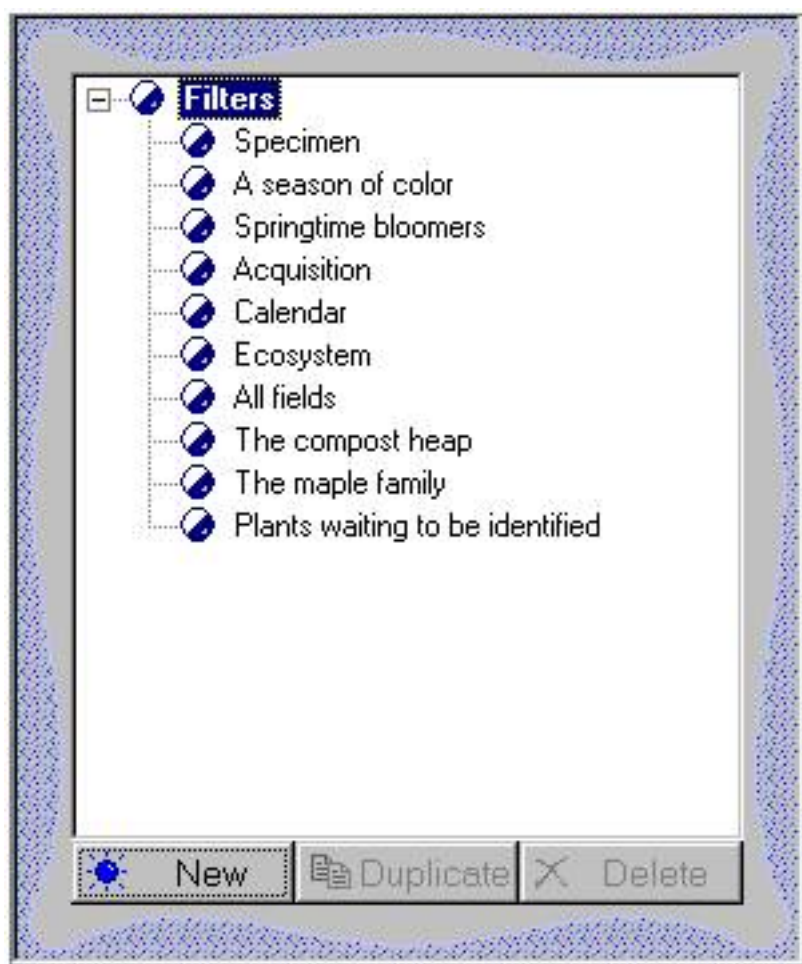 Filters
Specimen
A season of color
Springtime bloomers
Acquisition
Calendar
Ecosystem
All fields
The compost heap
The maple family
Plants waiting to be identified
New Duplicate Delete